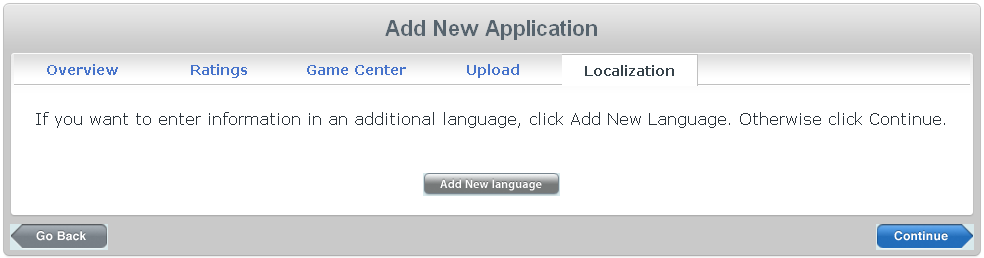 Add New Application
Overview Ratings Game Center Upload Localization
If you want to enter information in an additional language, click Add New Language. Otherwise click Continue.
Add New language
Go Back Continue